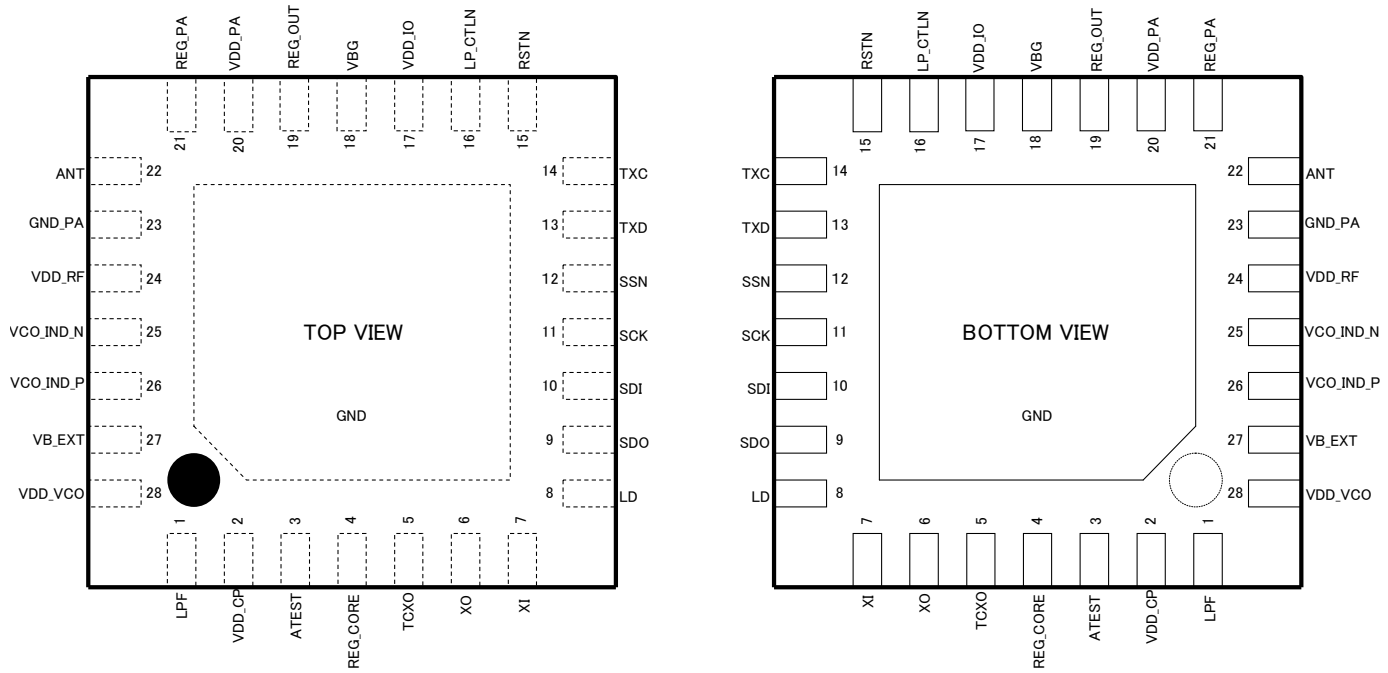 REG_PA
VDD_PA
REG_OUT
VBG
VDD_IO
LP_CTLN
RSTN
21
20
19
18
17
16
15
ANT 22
GND_PA 23
VDD_RF 24
VCO_IND_N 25
VCO_IND_P 26
VB_EXT 27
VDD_VCO 28
14 TXC
13 TXD
12 SSN
11 SCK
10 SDI
9 SDO
8 LD
TOP VIEW
GND
1
2
3
4
5
6
7
LPF
VDD_CP
ATEST
REG_CORE
TCXO
XO
XI
RSTN
LP_CTLN
VDD_IO
VBG
REG_OUT
VDD_PA
REG_PA
15
16
17
18
19
20
21
TXC 14
TXD 13
SSN 12
SCK 11
SDI 10
SDO 9
LD 8
22 ANT
23 GND_PA
24 VDD_RF
25 VCO_IND_N
26 VCO_IND_P
27 VB_EXT
28 VDD_VCO
BOTTOM VIEW
GND
7
6
5
4
3
2
1
XI
XO
TCXO
REG_CORE
ATEST
VDD_CP
LPF